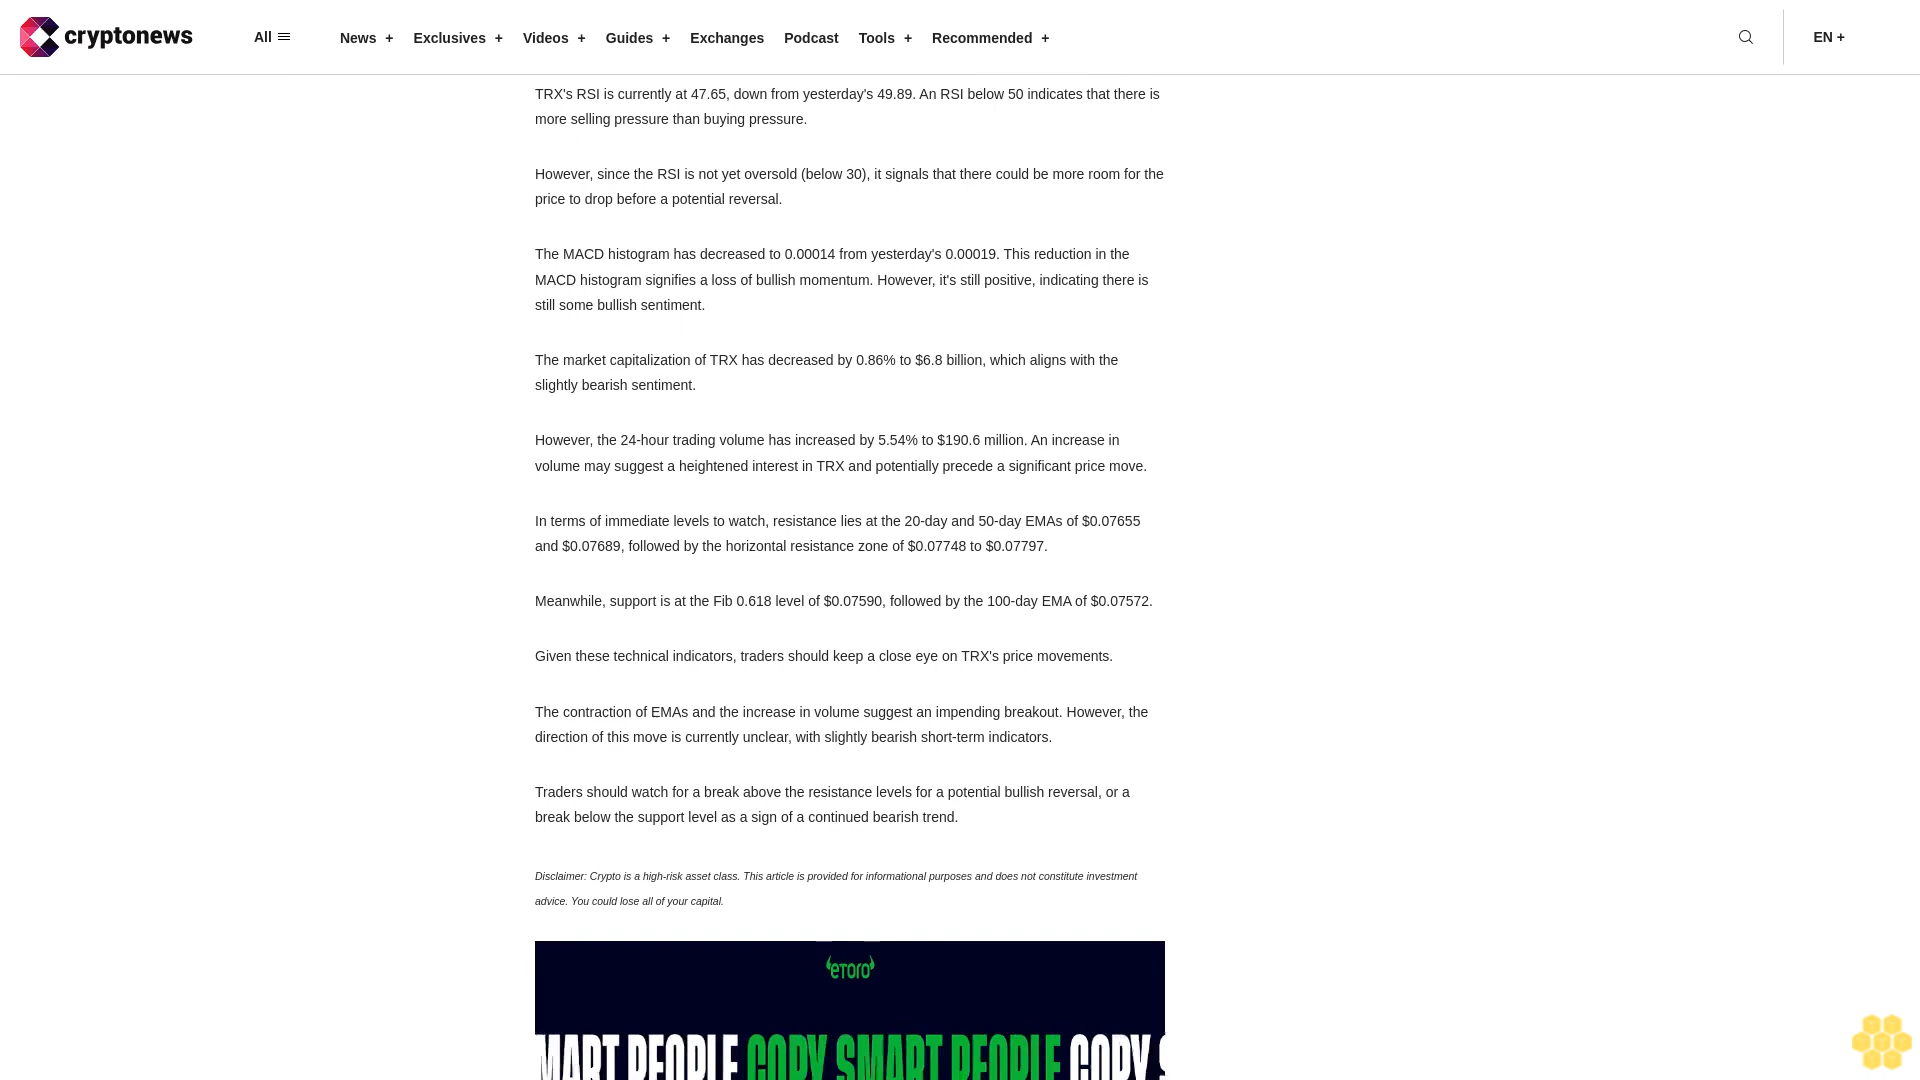 cryptonews
All
News + Exclusives + Videos + Guides + Exchanges Podcast Tools + Recommended +
EN +
TRX's RSI is currently at 47.65, down from yesterday's 49.89. An RSI below 50 indicates that there is
more selling pressure than buying pressure.
However, since the RSI is not yet oversold (below 30), it signals that there could be more room for the
price to drop before a potential reversal.
The MACD histogram has decreased to 0.00014 from yesterday's 0.00019. This reduction in the
MACD histogram signifies a loss of bullish momentum. However, it's still positive, indicating there is
still some bullish sentiment.
The market capitalization of TRX has decreased by 0.86% to $6.8 billion, which aligns with the
slightly bearish sentiment.
However, the 24-hour trading volume has increased by 5.54% to $190.6 million. An increase in
volume may suggest a heightened interest in TRX and potentially precede a significant price move.
In terms of immediate levels to watch, resistance lies at the 20-day and 50-day EMAs of $0.07655
and $0.07689, followed by the horizontal resistance zone of $0.07748 to $0.07797.
Meanwhile, support is at the Fib 0.618 level of $0.07590, followed by the 100-day EMA of $0.07572.
Given these technical indicators, traders should keep a close eye on TRX's price movements.
The contraction of EMAs and the increase in volume suggest an impending breakout. However, the
direction of this move is currently unclear, with slightly bearish short-term indicators.
Traders should watch for a break above the resistance levels for a potential bullish reversal, or a
break below the support level as a sign of a continued bearish trend.
Disclaimer: Crypto is a high-risk asset class. This article is provided for informational purposes and does not constitute investment
advice. You could lose all of your capital.
eToro
MART PEOPLE COPY SMART PEOPLE COPY S